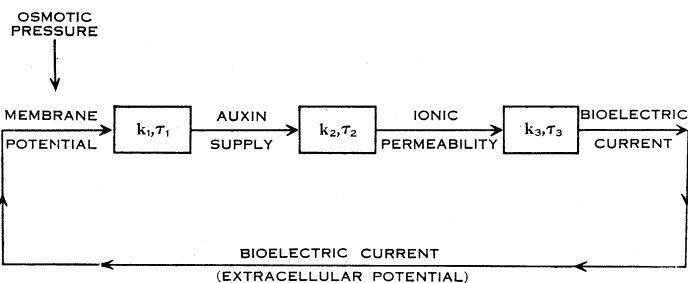 OSMOTIC
PRESSURE
MEMBRANE
POTENTIAL
k₁,τ₁
AUXIN
SUPPLY
k₂,τ₂
IONIC
PERMEABILITY
k₃,τ₃
BIOELECTRIC
CURRENT
BIOELECTRIC CURRENT
(EXTRACELLULAR POTENTIAL)